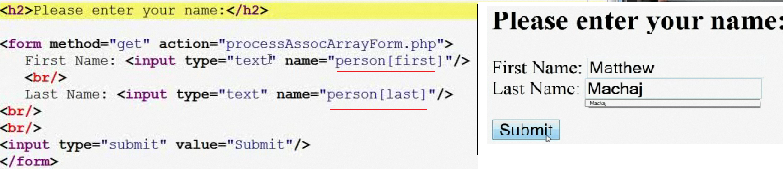 <h2>Please enter your name:</h2>
<form method="get" action="processAssocArrayForm.php">
First Name: <input type="text" name="person[first]"/>
<br/>
Last Name: <input type="text" name="person[last]"/>
<br/>
<br/>
<input type="submit" value="Submit"/>
</form>
Please enter your name:
First Name: Matthew
Last Name: Machaj
Machaj
Submit